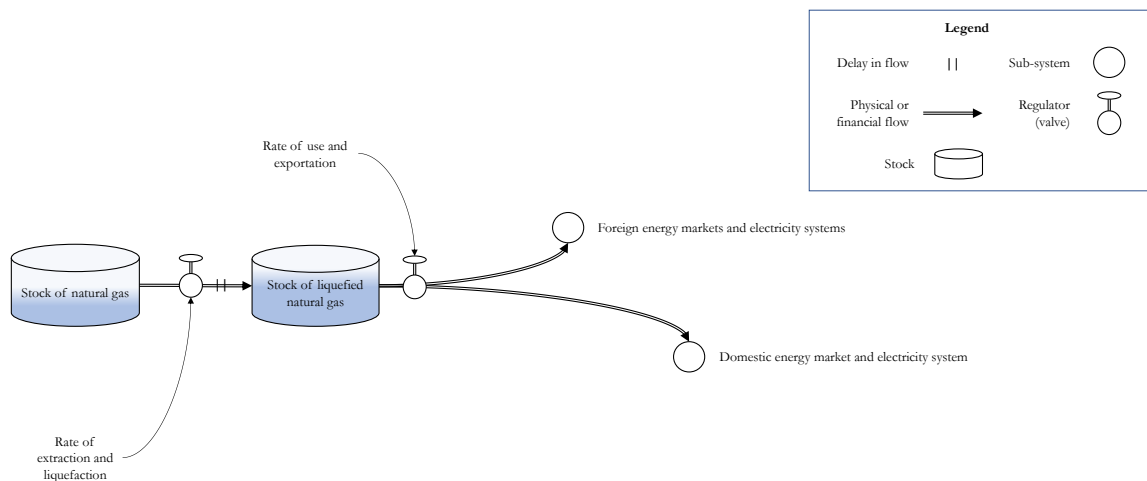 Legend
Delay in flow
Sub-system
Physical or
financial flow
Regulator
(valve)
Stock
Rate of use and
exportation
Foreign energy markets and electricity systems
Stock of natural gas
Stock of liquefied
natural gas
Domestic energy market and electricity system
Rate of
extraction and
liquefaction